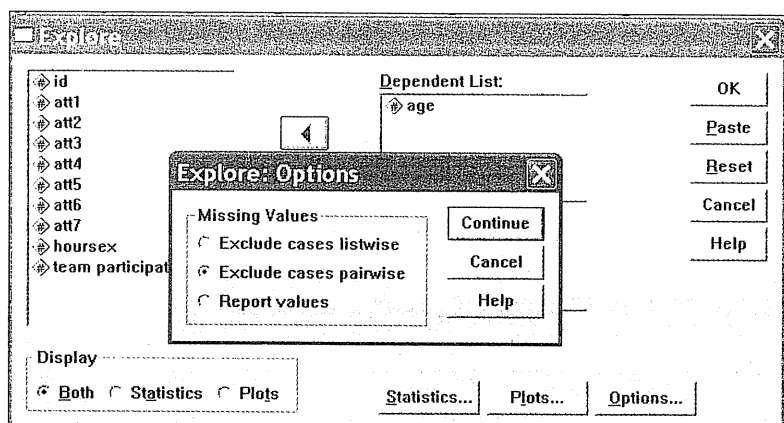 Explore
id
att1
att2
att3
att4
att5
att6
att7
hoursex
team participat
Dependent List:
age
OK
Paste
Reset
Cancel
Help
Explore: Options
Missing Values
Exclude cases listwise
Exclude cases pairwise
Report values
Continue
Cancel
Help
Display
Both Statistics Plots
Statistics... Plots... Options...